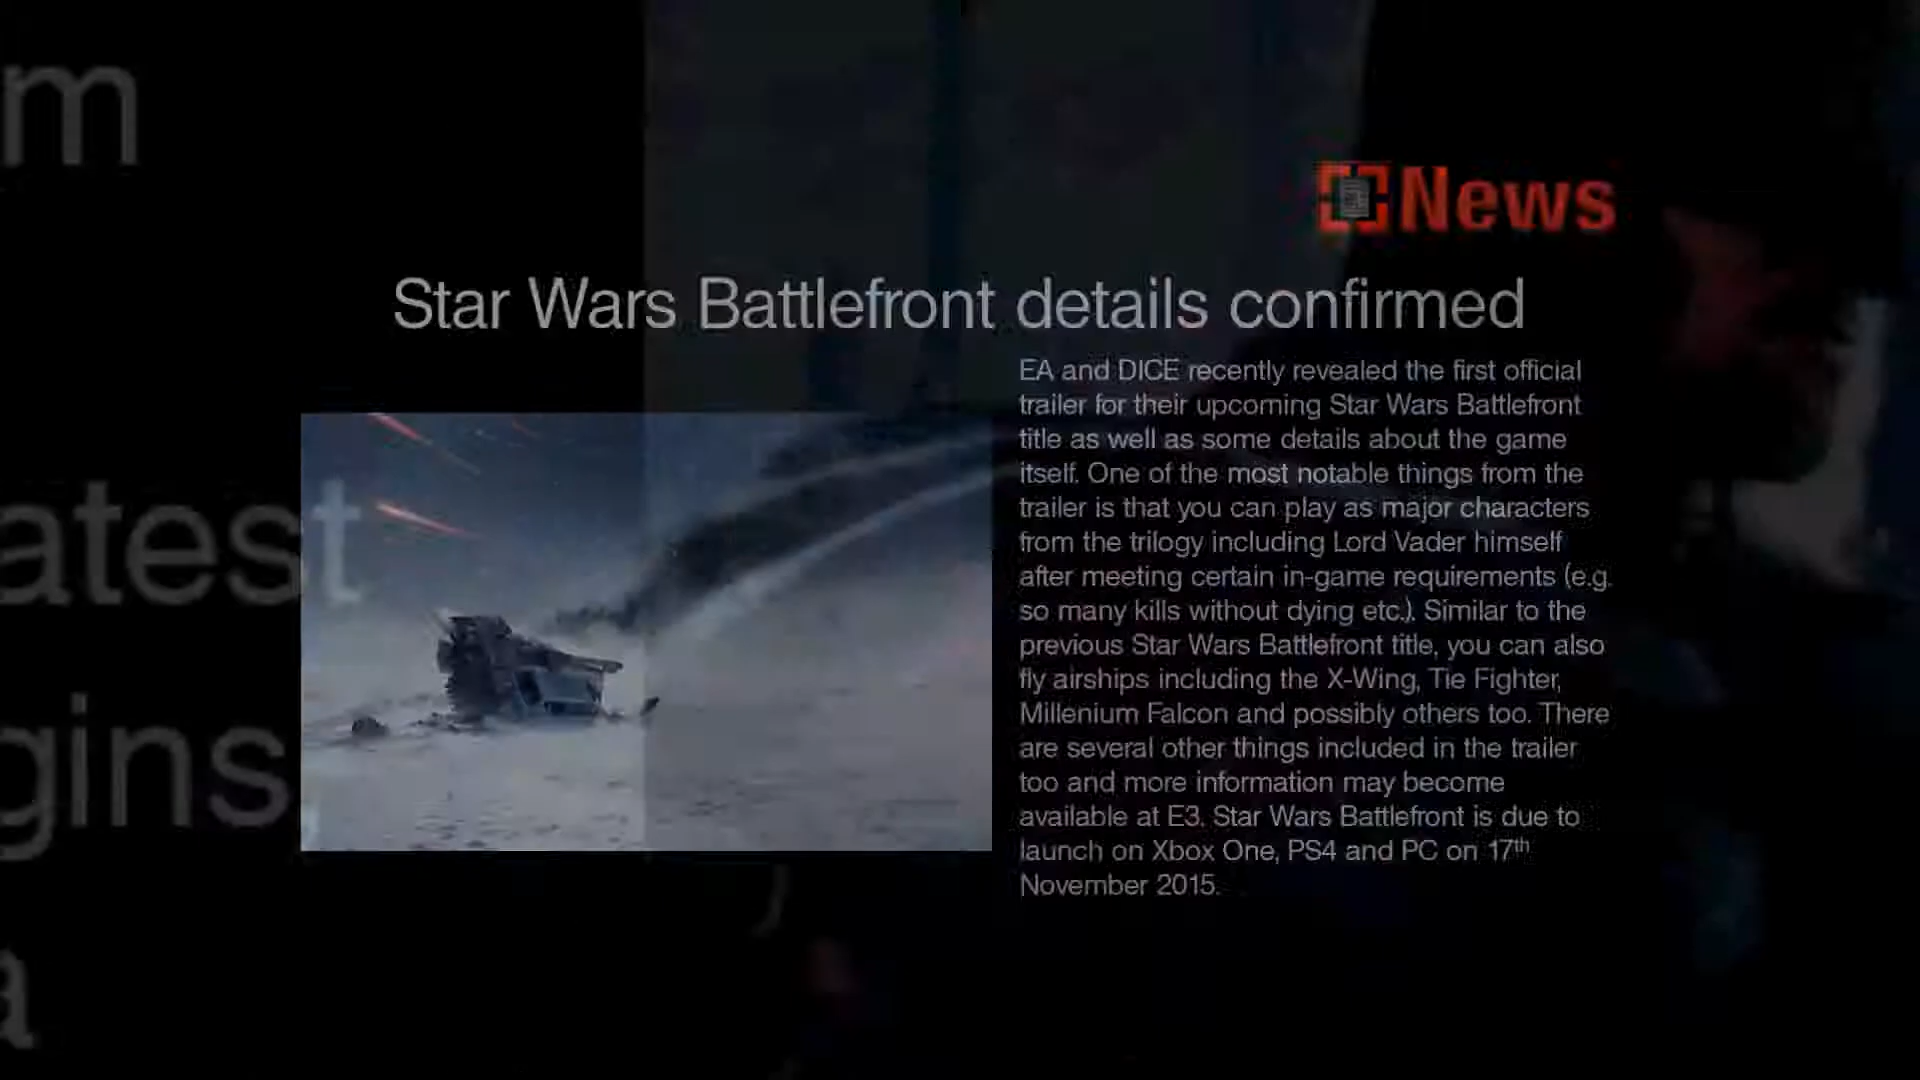 m
News
Star Wars Battlefront details confirmed
EA and DICE recently revealed the first official
trailer for their upcoming Star Wars Battlefront
title as well as some details about the game
itself. One of the most notable things from the
trailer is that you can play as major characters
from the trilogy including Lord Vader himself
after meeting certain in-game requirements (e.g.
so many kills without dying etc.). Similar to the
previous Star Wars Battlefront title, you can also
fly airships including the X-Wing, Tie Fighter,
Millenium Falcon and possibly others too. There
are several other things included in the trailer
too and more information may become
available at E3. Star Wars Battlefront is due to
launch on Xbox One, PS4 and PC on 17th
November 2015.
atest
gins
a